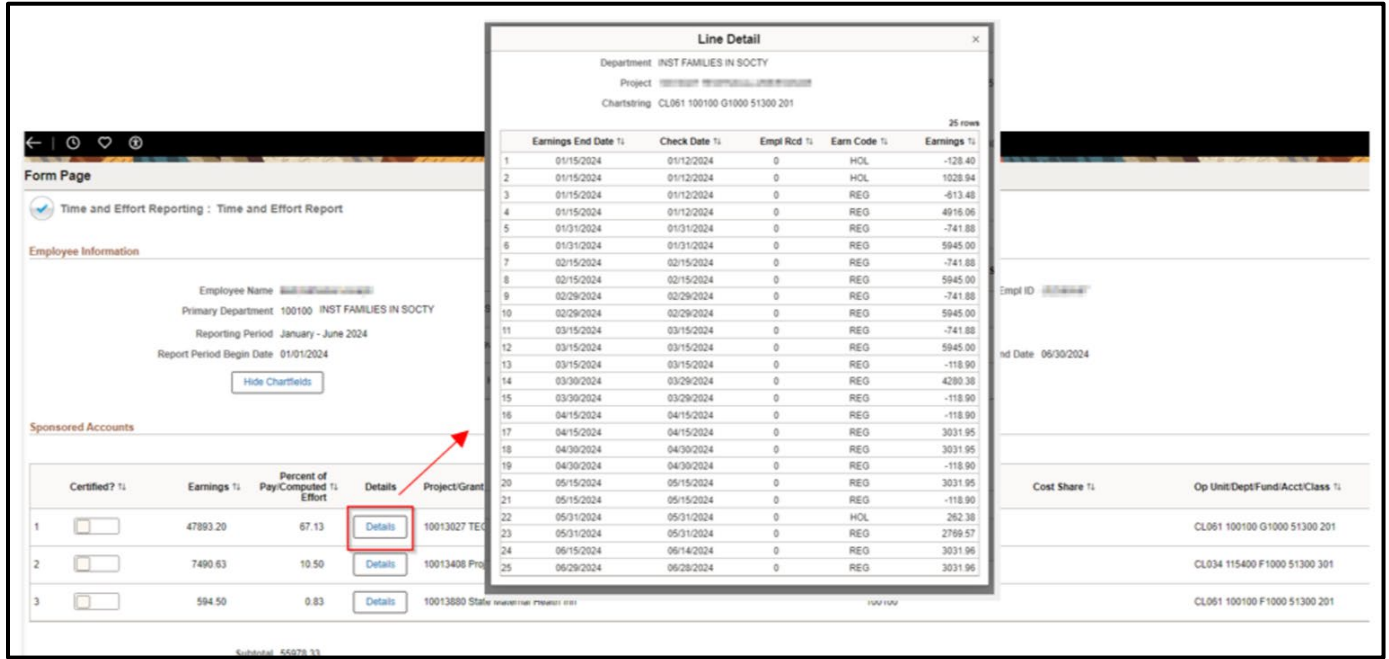 Line Detail ×
Department INST FAMILIES IN SOCTY
Project
Chartstring CL061 100100 G1000 51300 201
25 rows
Earnings End Date Check Date Empl Rcd Earn Code Earnings
1 01/15/2024 01/12/2024 0 HOL -128.40
2 01/15/2024 01/12/2024 0 HOL 1028.94
3 01/15/2024 01/12/2024 0 REG -613.48
4 01/15/2024 01/12/2024 0 REG 4916.06
5 01/31/2024 01/31/2024 0 REG -741.88
6 01/31/2024 01/31/2024 0 REG 5945.00
7 02/15/2024 02/15/2024 0 REG -741.88
8 02/15/2024 02/15/2024 0 REG 5945.00
9 02/29/2024 02/29/2024 0 REG -741.88
10 02/29/2024 02/29/2024 0 REG 5945.00
11 03/15/2024 03/15/2024 0 REG -741.88
12 03/15/2024 03/15/2024 0 REG 5945.00
13 03/15/2024 03/15/2024 0 REG -118.90
14 03/30/2024 03/29/2024 0 REG 4280.38
15 03/30/2024 03/29/2024 0 REG -118.90
16 04/15/2024 04/15/2024 0 REG -118.90
17 04/15/2024 04/15/2024 0 REG 3031.95
18 04/30/2024 04/30/2024 0 REG 3031.95
19 04/30/2024 04/30/2024 0 REG -118.90
20 05/15/2024 05/15/2024 0 REG 3031.95
21 05/15/2024 05/15/2024 0 REG -118.90
22 05/31/2024 05/31/2024 0 HOL 262.38
23 05/31/2024 05/31/2024 0 REG 2769.57
24 06/15/2024 06/14/2024 0 REG 3031.96
25 06/29/2024 06/28/2024 0 REG 3031.96
Form Page
Time and Effort Reporting : Time and Effort Report
Employee Information
Employee Name Empl ID
Primary Department 100100 INST FAMILIES IN SOCTY
Reporting Period January - June 2024
Report Period Begin Date 01/01/2024 nd Date 06/30/2024
Hide Chartfields
Sponsored Accounts
Certified? Earnings Percent of Pay/Computed Effort Details Project/Grant Cost Share Op Unit/Dept/Fund/Acct/Class
1 47893.20 67.13 Details 10013027 TEC CL061 100100 G1000 51300 201
2 7490.63 10.50 Details 10013408 Proj CL034 115400 F1000 51300 301
3 594.50 0.83 Details 10013880 State Maternal Health Inn 100100 CL061 100100 F1000 51300 201
Subtotal 55978.33